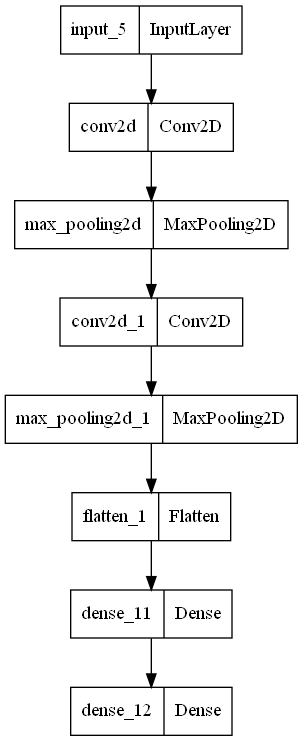 input_5 InputLayer
conv2d Conv2D
max_pooling2d MaxPooling2D
conv2d_1 Conv2D
max_pooling2d_1 MaxPooling2D
flatten_1 Flatten
dense_11 Dense
dense_12 Dense